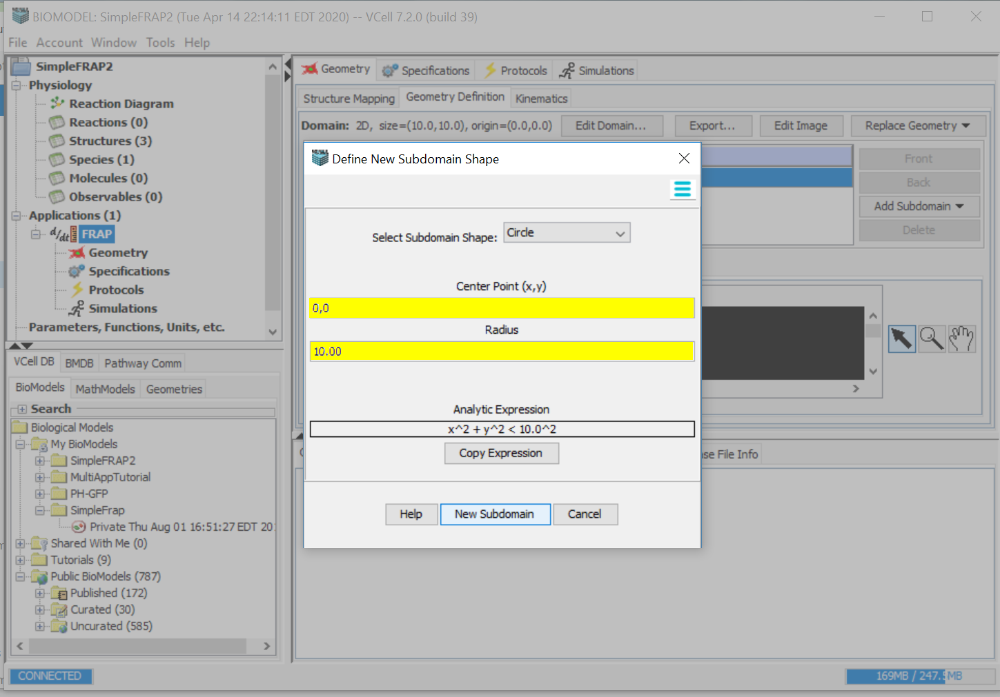 BIOMODEL: SimpleFRAP2 (Tue Apr 14 22:14:11 EDT 2020) -- VCell 7.2.0 (build 39)
File Account Window Tools Help
SimpleFRAP2
Physiology
Reaction Diagram
Reactions (0)
Structures (3)
Species (1)
Molecules (0)
Observables (0)
Applications (1)
d/dt FRAP
Geometry
Specifications
Protocols
Simulations
Parameters, Functions, Units, etc.
VCell DB BMDB Pathway Comm
BioModels MathModels Geometries
Search
Biological Models
My BioModels
SimpleFRAP2
MultiAppTutorial
PH-GFP
SimpleFrap
Private Thu Aug 01 16:51:27 EDT 20
Shared With Me (0)
Tutorials (9)
Public BioModels (787)
Published (172)
Curated (30)
Uncurated (585)
CONNECTED
Geometry Specifications Protocols Simulations
Structure Mapping Geometry Definition Kinematics
Domain: 2D, size=(10.0,10.0), origin=(0.0,0.0) Edit Domain... Export... Edit Image Replace Geometry
Front
Back
Add Subdomain
Delete
Define New Subdomain Shape
Select Subdomain Shape: Circle
Center Point (x,y)
0,0
Radius
10.00
Analytic Expression
x^2 + y^2 < 10.0^2
Copy Expression
Help New Subdomain Cancel
se File Info
169MB / 247.5MB